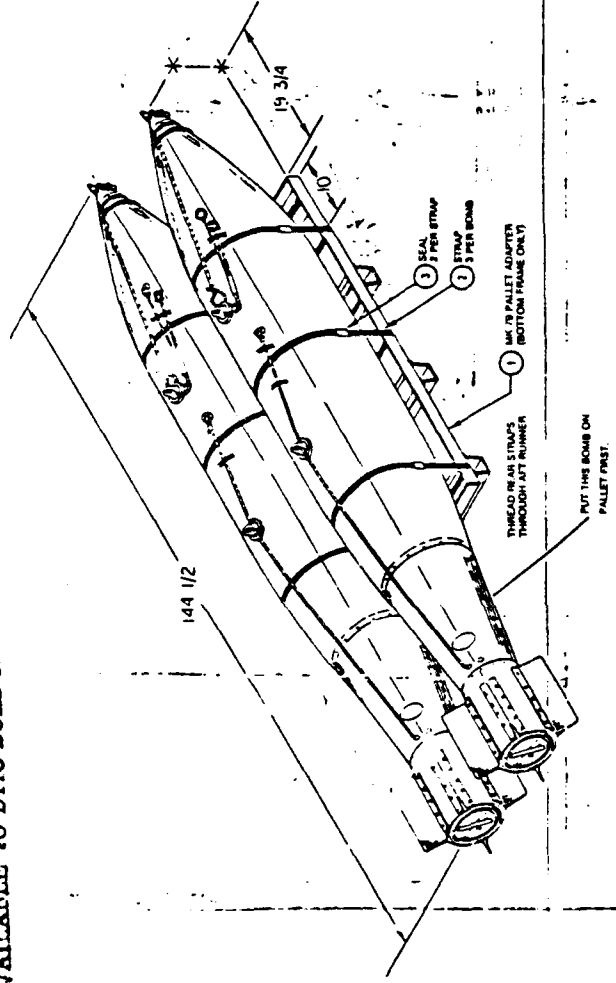 144 1/2
19 3/4
10
3 SEAL
2 PER STRAP
2 STRAP
3 PER BOMB
1 MK 79 PALLET ADAPTER
(BOTTOM FRAME ONLY)
THREAD REAR STRAPS
THROUGH AFT RUNNER
PUT THIS BOMB ON
PALLET FIRST.